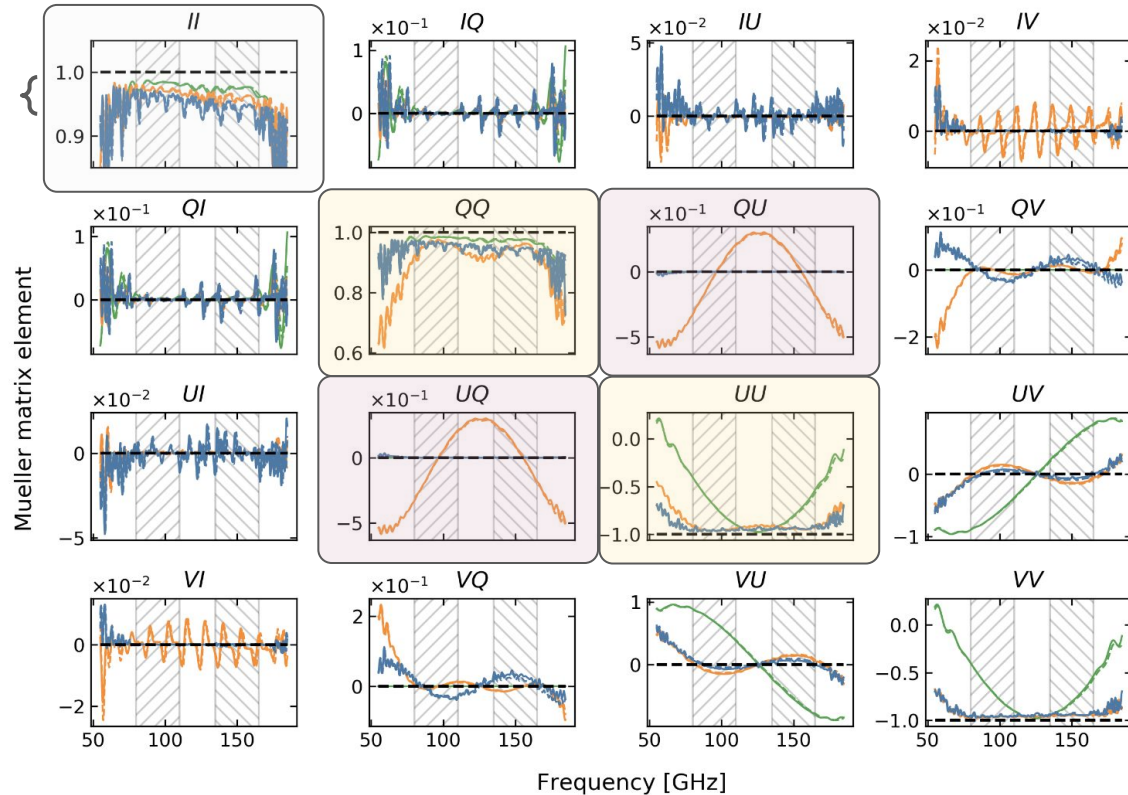 II IQ IU IV
×10⁻¹ ×10⁻² ×10⁻²
1.0 1 5 2
0.9 0 0 0
QI QQ QU QV
×10⁻¹ ×10⁻¹ ×10⁻¹
1 1.0 0 0
0 0.8 −5 −2
0.6
UI UQ UU UV
×10⁻² ×10⁻¹
0 0 0.0 1
−5 −5 −0.5 0
−1.0 −1
VI VQ VU VV
×10⁻² ×10⁻¹
0 2 1 0.0
−2 0 0 −0.5
−1.0
50 100 150 50 100 150 50 100 150 50 100 150
Mueller matrix element
Frequency [GHz]